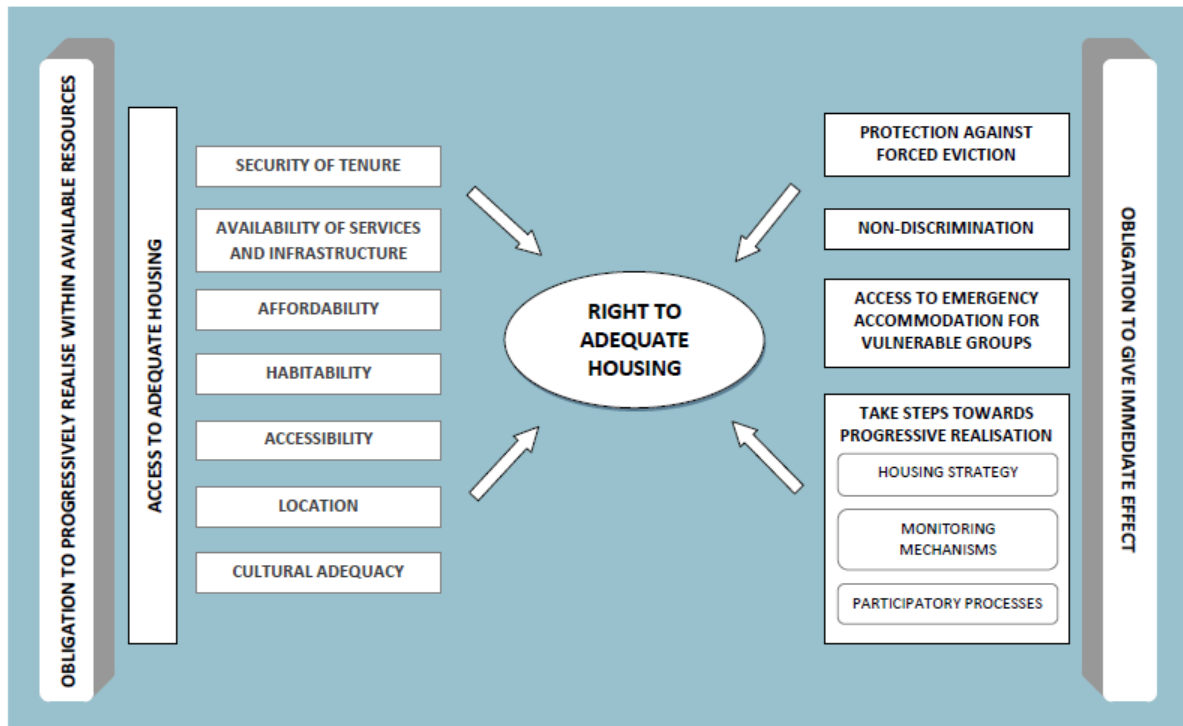 OBLIGATION TO PROGRESSIVELY REALISE WITHIN AVAILABLE RESOURCES
ACCESS TO ADEQUATE HOUSING
SECURITY OF TENURE
AVAILABILITY OF SERVICES
AND INFRASTRUCTURE
AFFORDABILITY
HABITABILITY
ACCESSIBILITY
LOCATION
CULTURAL ADEQUACY
RIGHT TO
ADEQUATE
HOUSING
PROTECTION AGAINST
FORCED EVICTION
NON-DISCRIMINATION
ACCESS TO EMERGENCY
ACCOMMODATION FOR
VULNERABLE GROUPS
TAKE STEPS TOWARDS
PROGRESSIVE REALISATION
HOUSING STRATEGY
MONITORING
MECHANISMS
PARTICIPATORY PROCESSES
OBLIGATION TO GIVE IMMEDIATE EFFECT